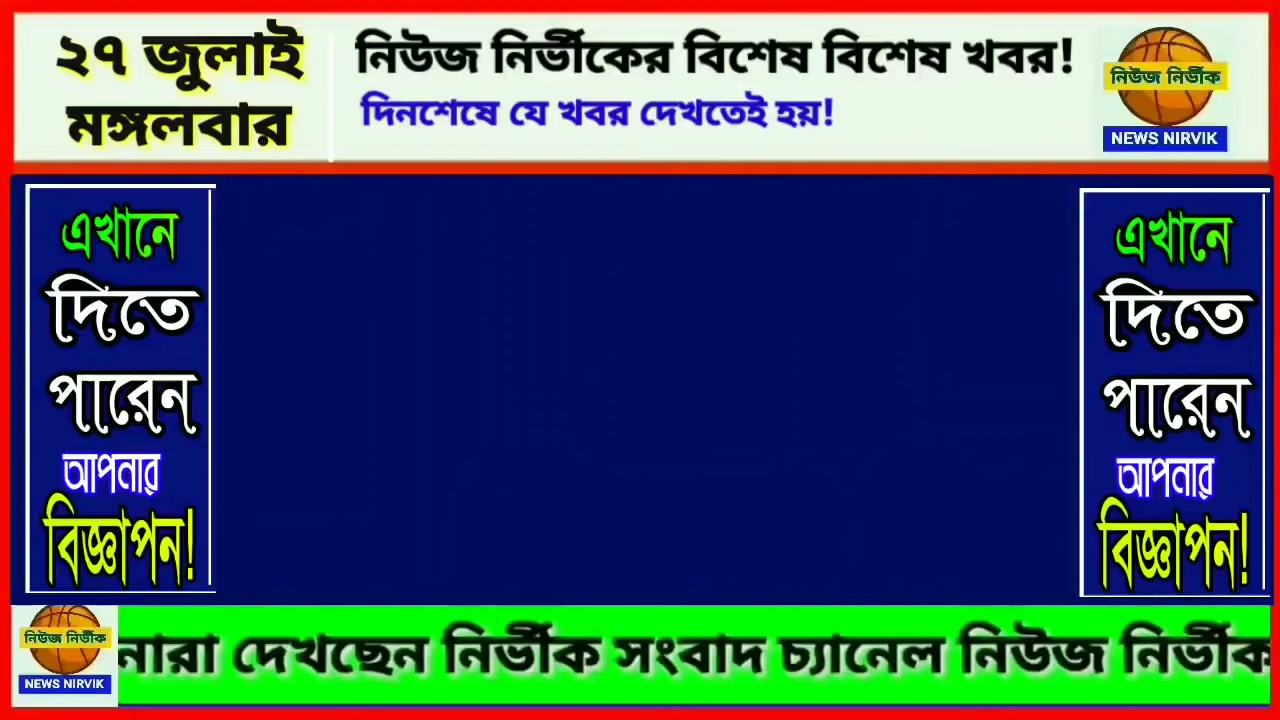 ২৭ জুলাই
মঙ্গলবার
নিউজ নির্ভীকের বিশেষ বিশেষ খবর!
দিনশেষে যে খবর দেখতেই হয়!
নিউজ নির্ভীক
NEWS NIRVIK
এখানে
দিতে
পারেন
আপনার
বিজ্ঞাপন!
এখানে
দিতে
পারেন
আপনার
বিজ্ঞাপন!
নিউজ নির্ভীক
NEWS NIRVIK
নারা দেখছেন নির্ভীক সংবাদ চ্যানেল নিউজ নির্ভীক